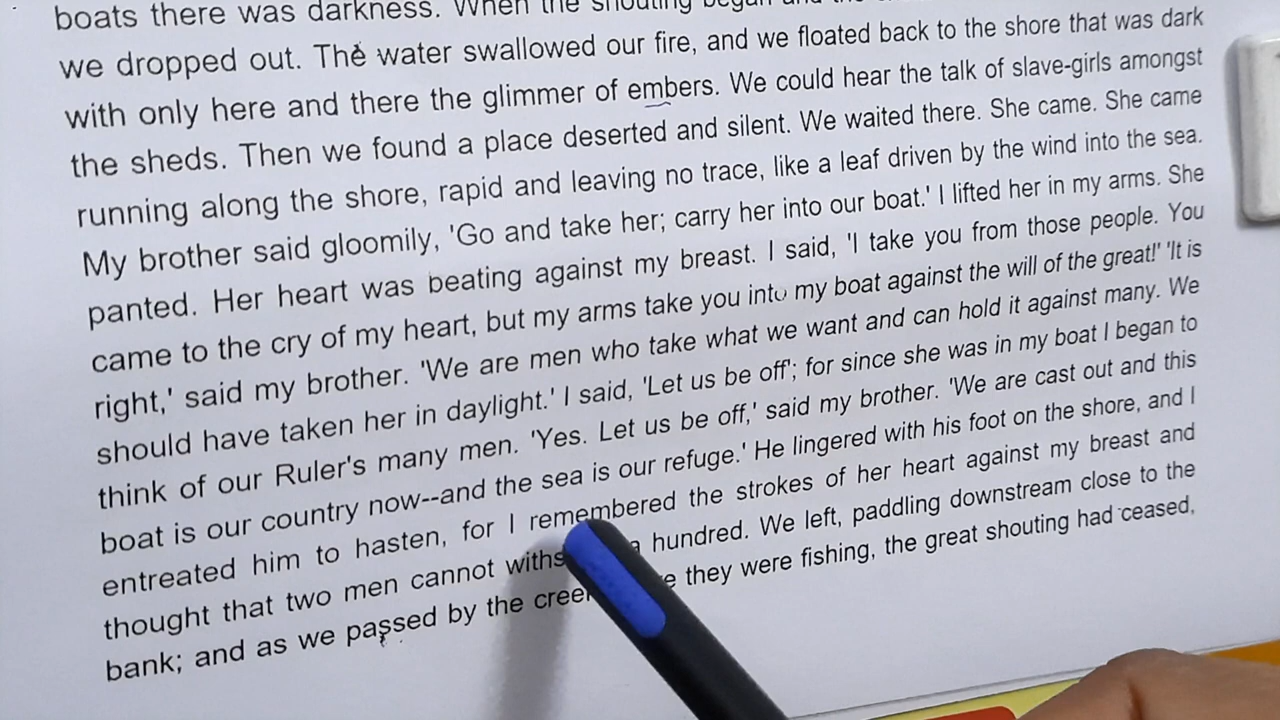 boats there was darkness. When the shouting began and the
we dropped out. The water swallowed our fire, and we floated back to the shore that was dark
with only here and there the glimmer of embers. We could hear the talk of slave-girls amongst
the sheds. Then we found a place deserted and silent. We waited there. She came. She came
running along the shore, rapid and leaving no trace, like a leaf driven by the wind into the sea.
My brother said gloomily, 'Go and take her; carry her into our boat.' I lifted her in my arms. She
panted. Her heart was beating against my breast. I said, 'I take you from those people. You
came to the cry of my heart, but my arms take you into my boat against the will of the great!' 'It is
right,' said my brother. 'We are men who take what we want and can hold it against many. We
should have taken her in daylight.' I said, 'Let us be off'; for since she was in my boat I began to
think of our Ruler's many men. 'Yes. Let us be off,' said my brother. 'We are cast out and this
boat is our country now--and the sea is our refuge.' He lingered with his foot on the shore, and I
entreated him to hasten, for I remembered the strokes of her heart against my breast and
thought that two men cannot a hundred. We left, paddling downstream close to the
bank; and as we passed by the they were fishing, the great shouting had ceased,